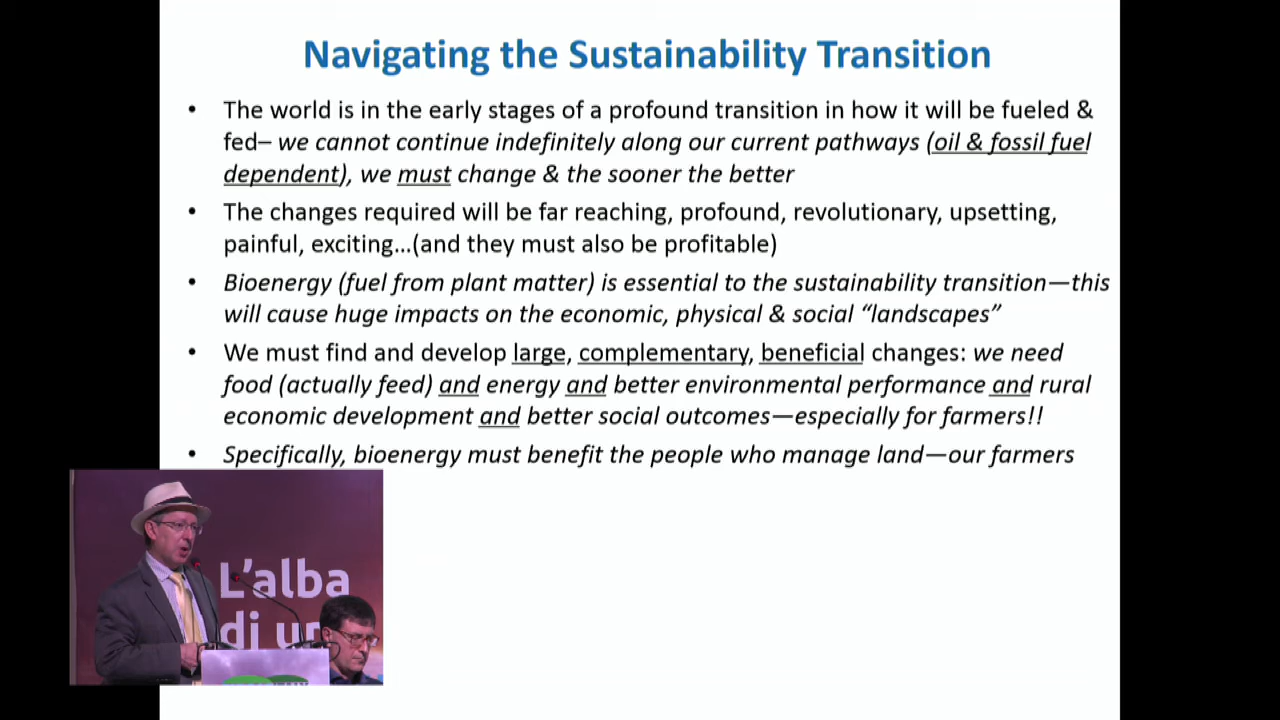 Navigating the Sustainability Transition
• The world is in the early stages of a profound transition in how it will be fueled &
fed– we cannot continue indefinitely along our current pathways (oil & fossil fuel
dependent), we must change & the sooner the better
• The changes required will be far reaching, profound, revolutionary, upsetting,
painful, exciting…(and they must also be profitable)
• Bioenergy (fuel from plant matter) is essential to the sustainability transition—this
will cause huge impacts on the economic, physical & social “landscapes”
• We must find and develop large, complementary, beneficial changes: we need
food (actually feed) and energy and better environmental performance and rural
economic development and better social outcomes—especially for farmers!!
• Specifically, bioenergy must benefit the people who manage land—our farmers
L'alba
di un